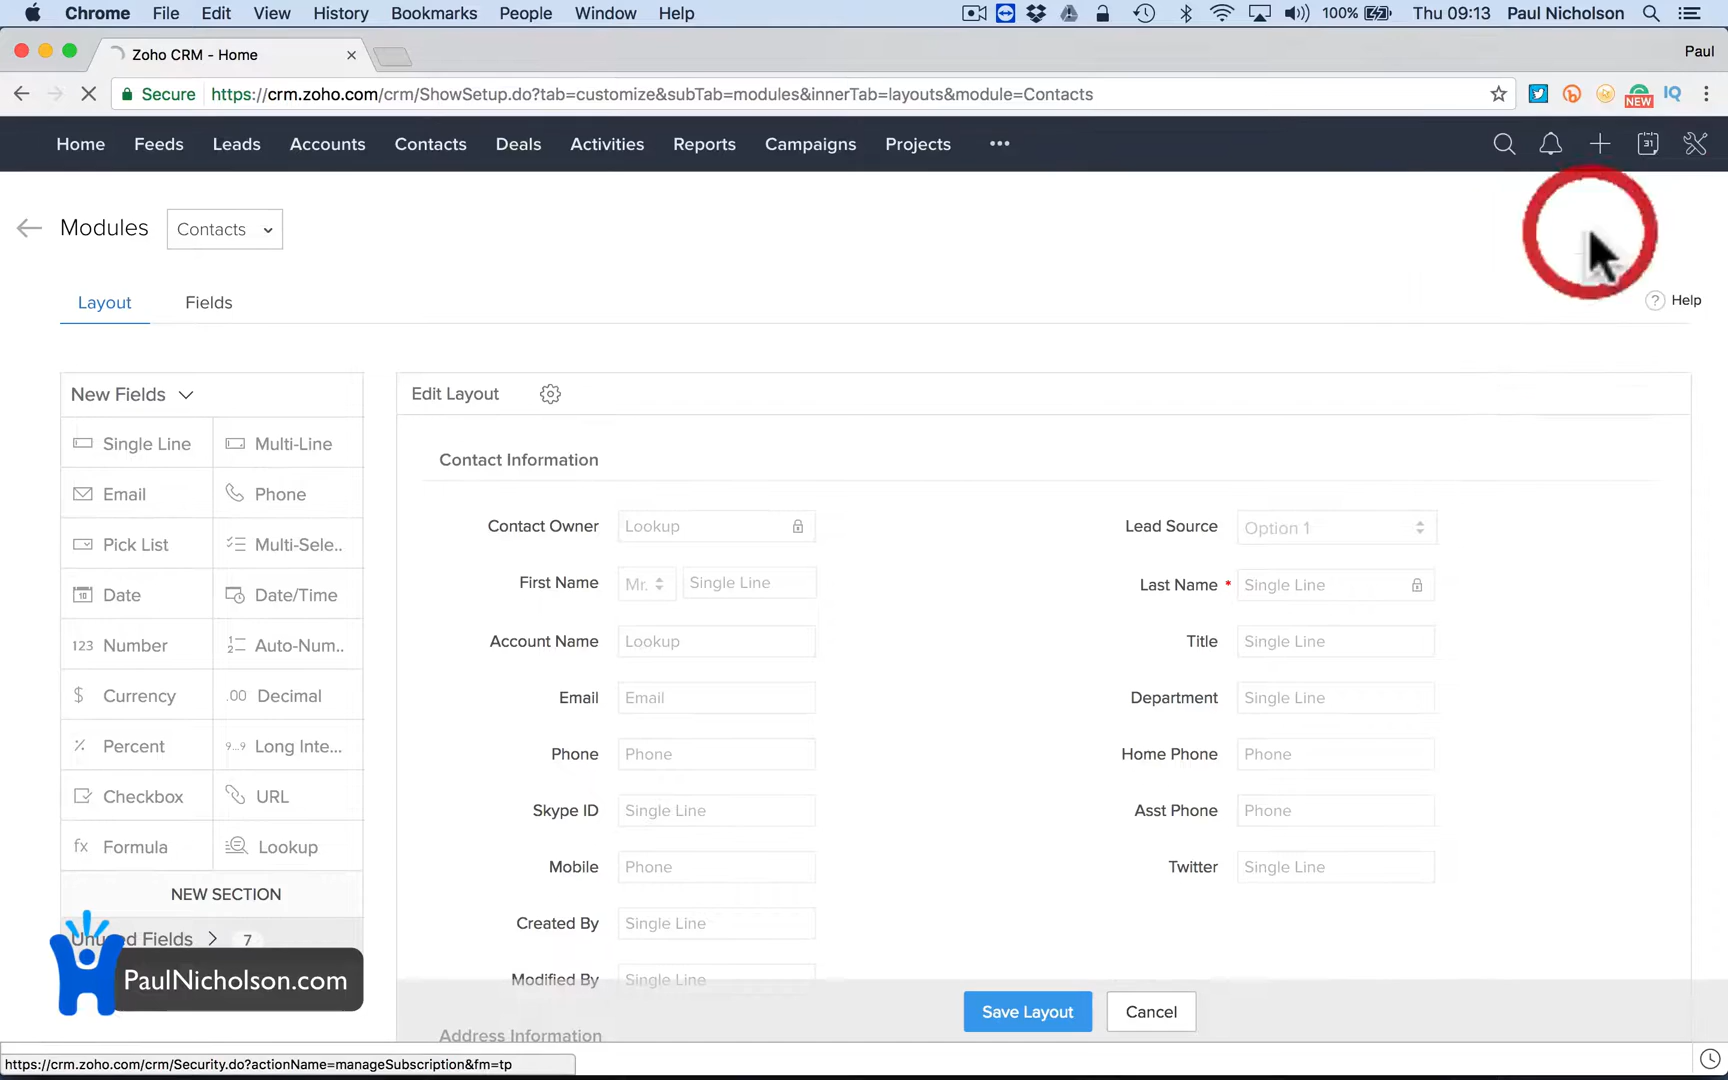 Chrome File Edit View History Bookmarks People Window Help 100% Thu 09:13 Paul Nicholson
Zoho CRM - Home Paul
Secure https://crm.zoho.com/crm/ShowSetup.do?tab=customize&subTab=modules&innerTab=layouts&module=Contacts NEW IQ
Home Feeds Leads Accounts Contacts Deals Activities Reports Campaigns Projects ••• 31
Modules Contacts
Layout Fields Help
New Fields Edit Layout
Single Line Multi-Line Contact Information
Email Phone Contact Owner Lookup Lead Source Option 1
Pick List Multi-Sele.. First Name Mr. Single Line Last Name * Single Line
Date Date/Time Account Name Lookup Title Single Line
123 Number Auto-Num.. Email Email Department Single Line
$ Currency .00 Decimal Phone Phone Home Phone Phone
Percent 9...9 Long Inte... Skype ID Single Line Asst Phone Phone
Checkbox URL Mobile Phone Twitter Single Line
fx Formula Lookup Created By Single Line
NEW SECTION Modified By Single Line
Unused Fields 7
PaulNicholson.com
Save Layout Cancel
Address Information
https://crm.zoho.com/crm/Security.do?actionName=manageSubscription&fm=tp